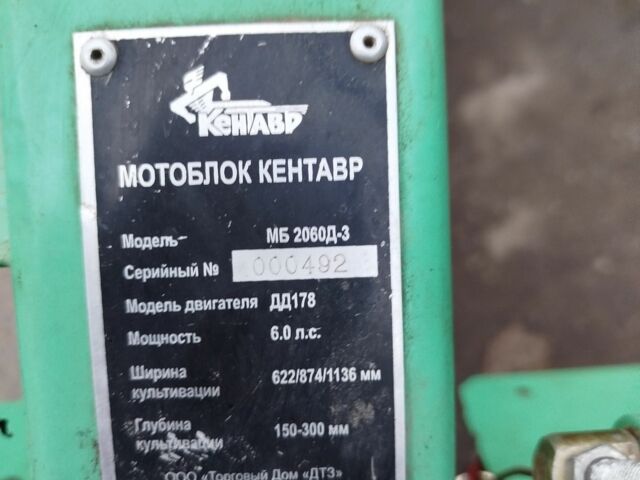 КЕНТАВР
МОТОБЛОК КЕНТАВР
Модель- МБ 2060Д-3
Серийный № 000492
Модель двигателя ДД178
Мощность 6.0 л.с.
Ширина
культивации 622/874/1136 мм
Глубина
культивации 150-300 мм
ООО «Торговый Дом «ДТЗ»